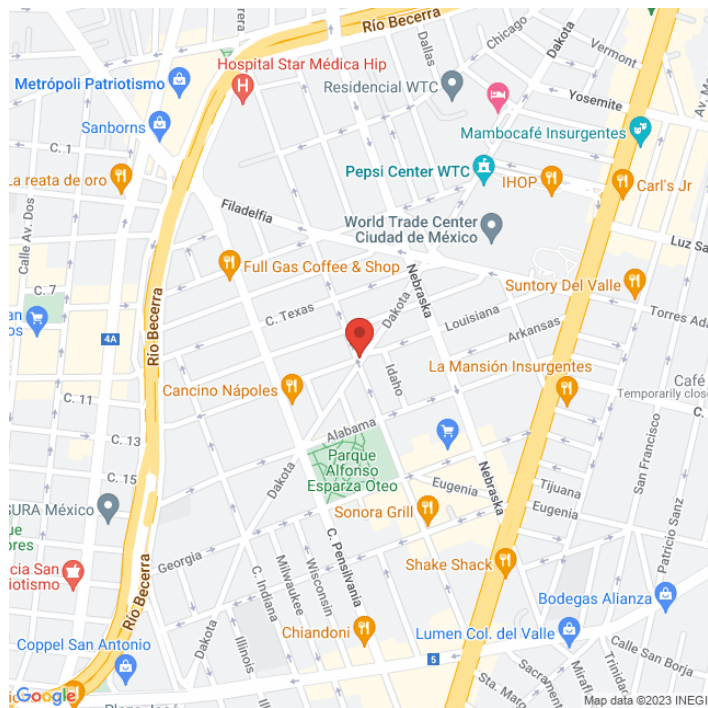 Río Becerra
Chicago
Dallas
Dakota
Vermont
Hospital Star Médica Hip
Metrópoli Patriotismo
Residencial WTC
Yosemite
Sanborns
Mambocafé Insurgentes
C. 1
Pepsi Center WTC
La reata de oro
IHOP
Carl's Jr
Calle Av. Dos
Filadelfia
World Trade Center
Ciudad de México
Luz Sa
Full Gas Coffee & Shop
Nebraska
Suntory Del Valle
C. 7
C. Texas
Dakota
Louisiana
Torres Ad
4A
Río Becerra
Arkansas
Idaho
La Mansión Insurgentes
Cancino Nápoles
Café
Temporarily close
C. 11
C.
Alabama
C. 13
San Francisco
Parque
Alfonso
Esparza Oteo
C. 15
Dakota
Nebraska
Eugenia
Tijuana
SURA México
Sonora Grill
Eugenia
Patricio Sanz
Georgia
C. Pensilvania
Shake Shack
Río Becerra
Milwaukee
Wisconsin
C. Indiana
Bodegas Alianza
Chiandoni
Lumen Col. del Valle
Dakota
Illinois
Coppel San Antonio
5
Calle San Borja
Sacramento
Trinidad
Google
Map data ©2023 INEGI